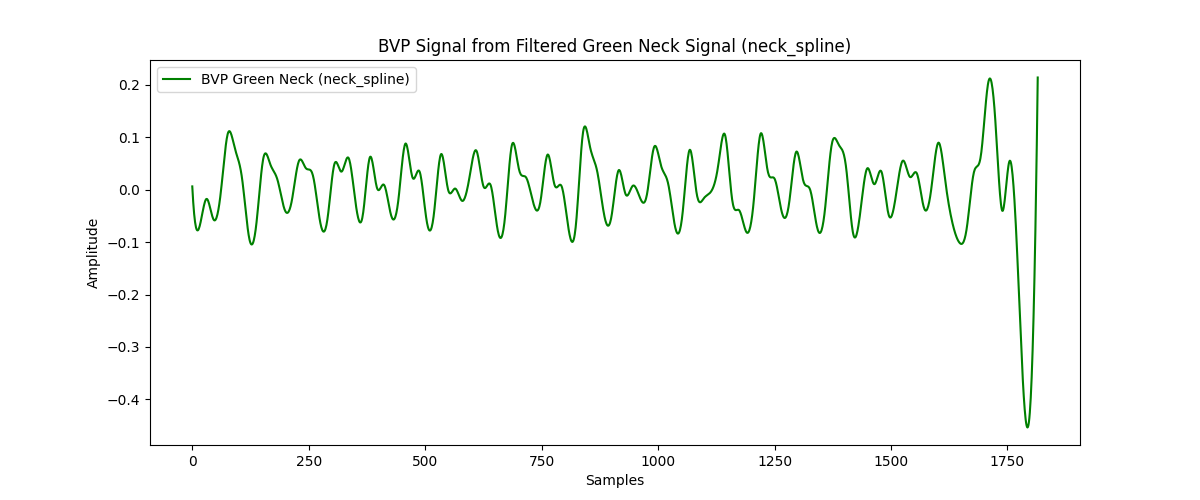 BVP Signal from Filtered Green Neck Signal (neck_spline)
BVP Green Neck (neck_spline)
Amplitude
0.2
0.1
0.0
−0.1
−0.2
−0.3
−0.4
0 250 500 750 1000 1250 1500 1750
Samples